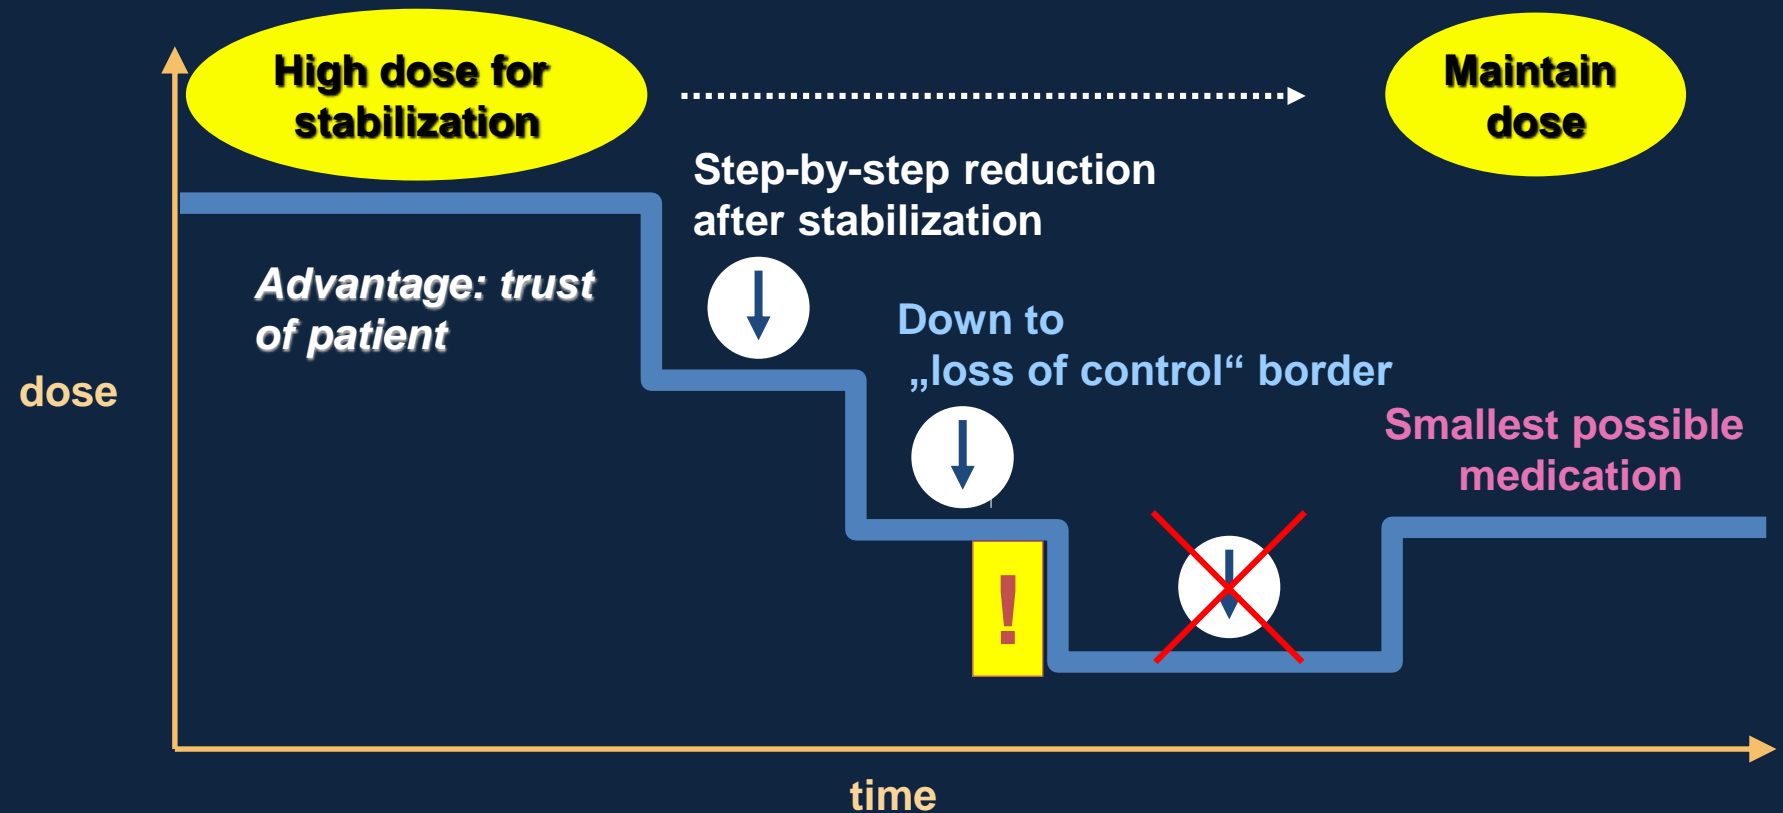 High dose for
stabilization
Maintain
dose
Step-by-step reduction
after stabilization
Advantage: trust
of patient
Down to
„loss of control“ border
dose
Smallest possible
medication
!
time